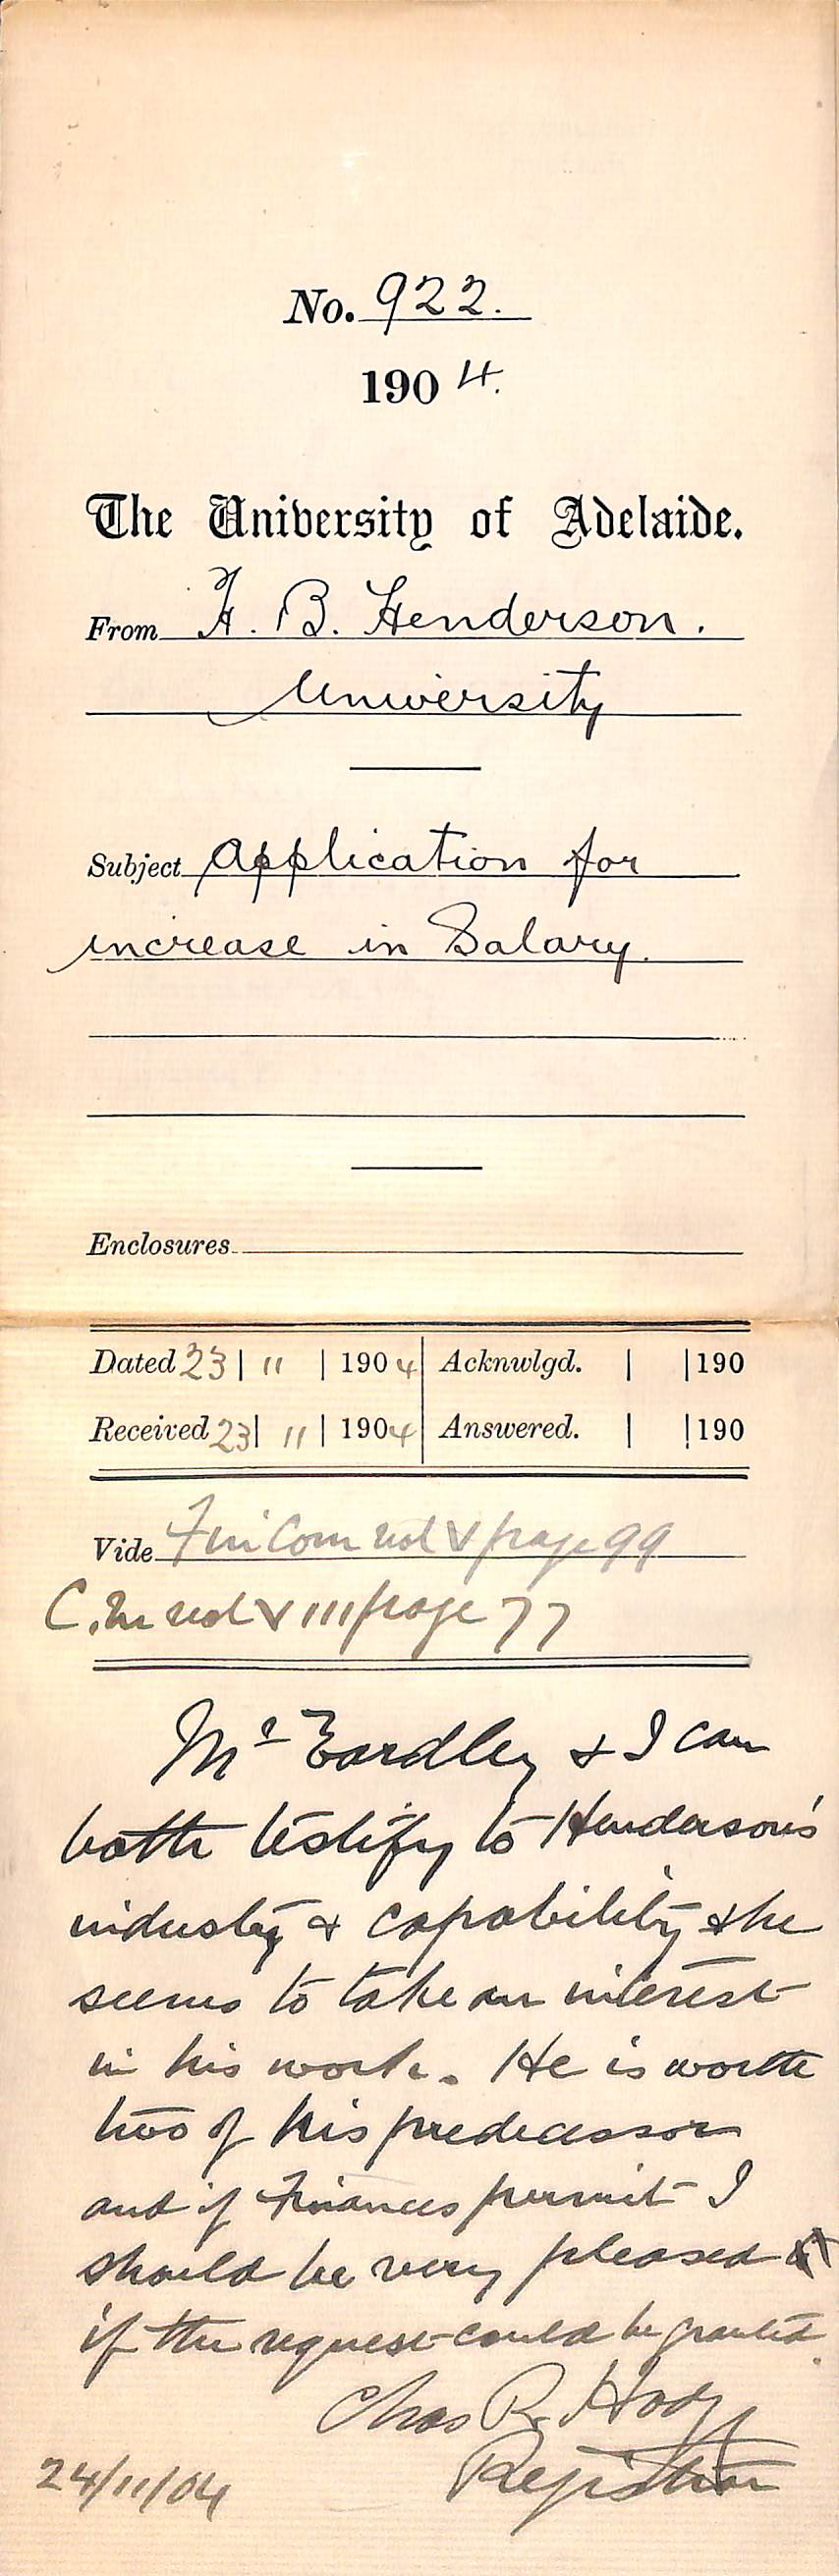 No. 922.
1904.
The University of Adelaide.
From H. B. Henderson.
University
Subject Application for
increase in Salary.
Enclosures
Dated 23 | 11 | 1904 | Acknwlgd. | | 190
Received 23 | 11 | 1904 | Answered. | | 190
Vide Fin Com vol V page 99
C.M vol VIII page 77
Mr Eardley & I can
both testify to Henderson's
industry & capability & he
seems to take an interest
in his work. He is worth
two of his predecessor
and if Finances permit I
should be very pleased
if the request could be granted.
Chas R. Hodge
Registrar
24/11/04